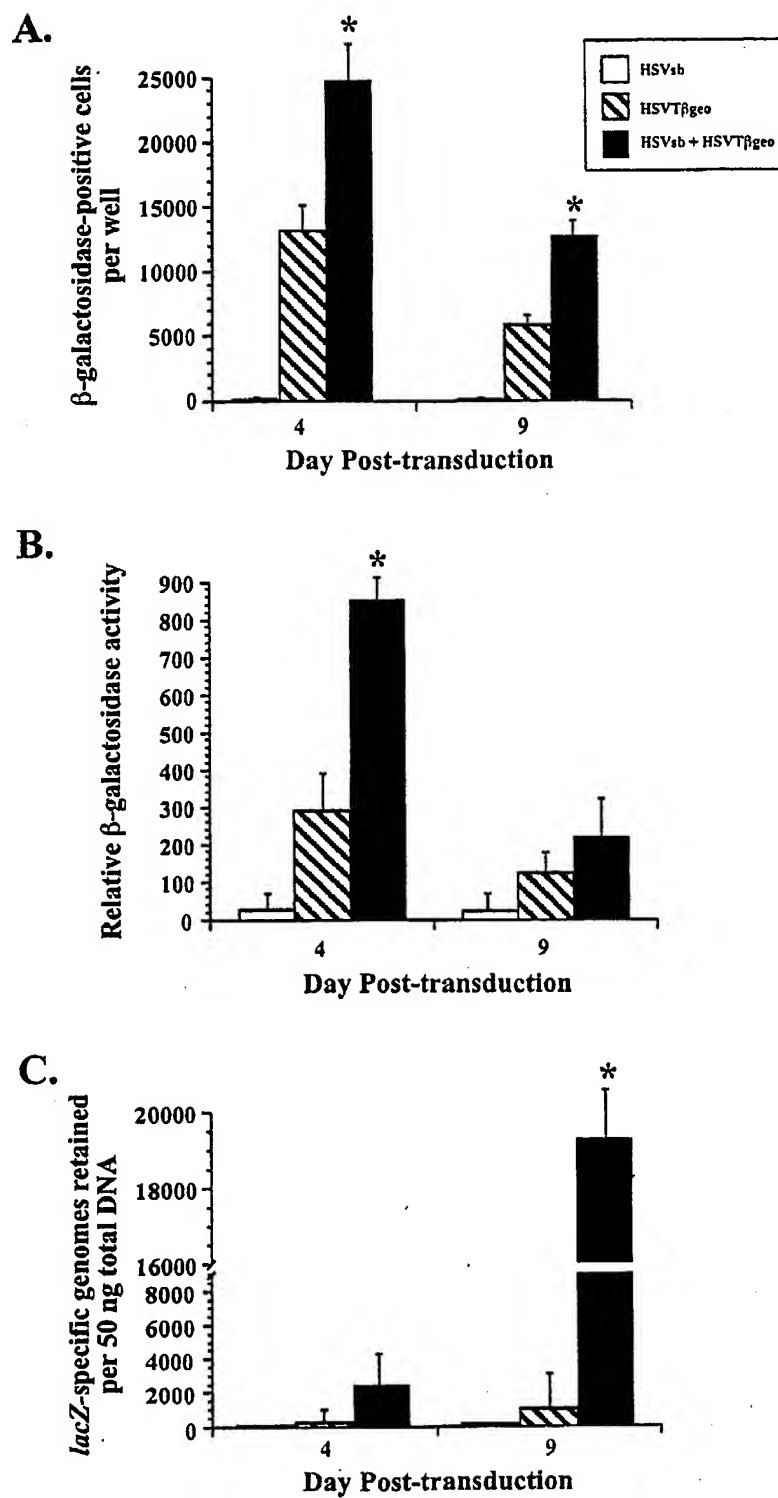 A.
*
HSVsb
HSVTβgeo
HSVsb + HSVTβgeo
β-galactosidase-positive cells
per well
25000
20000
15000
10000
5000
0
*
4
9
Day Post-transduction
B.
*
Relative β-galactosidase activity
900
800
700
600
500
400
300
200
100
0
4
9
Day Post-transduction
C.
*
lacZ-specific genomes retained
per 50 ng total DNA
20000
18000
16000
8000
6000
4000
2000
0
4
9
Day Post-transduction